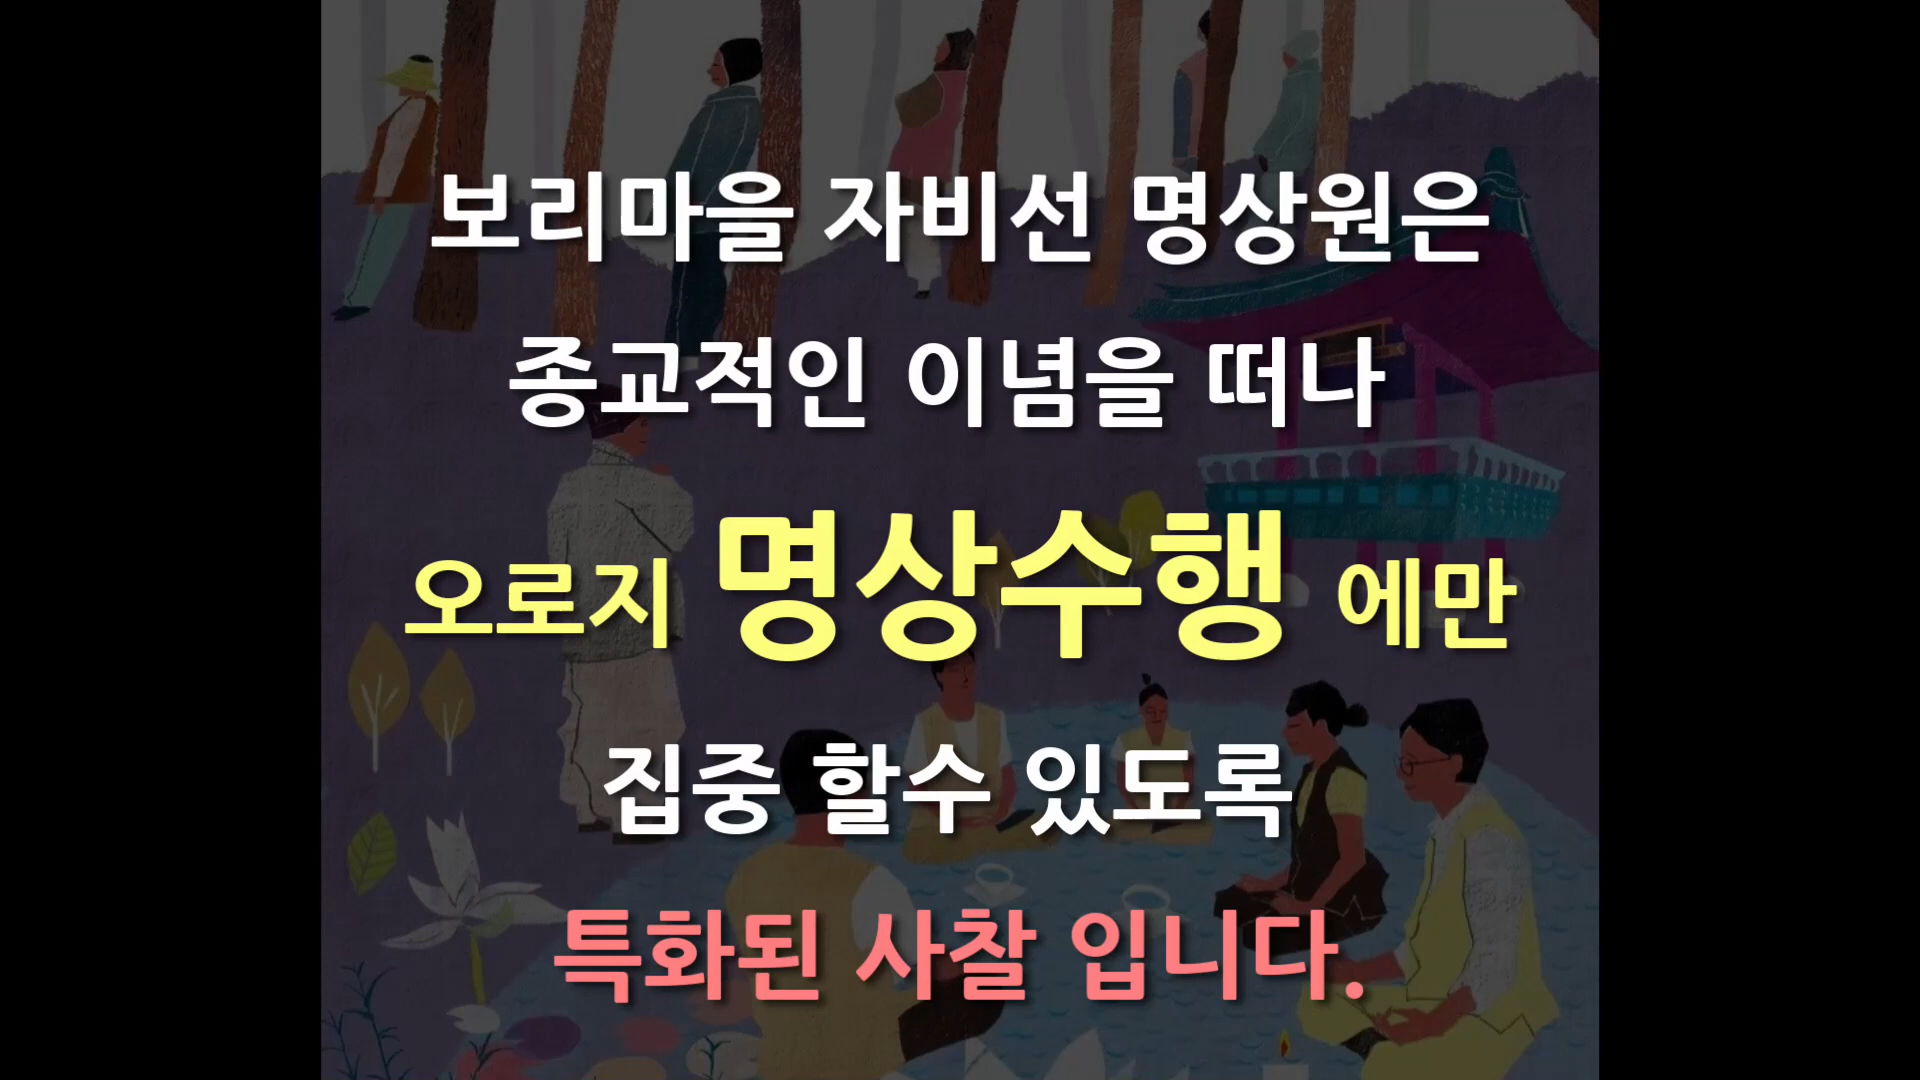 보리마을 자비선 명상원은
종교적인 이념을 떠나
오로지 명상수행 에만
집중 할수 있도록
특화된 사찰 입니다.